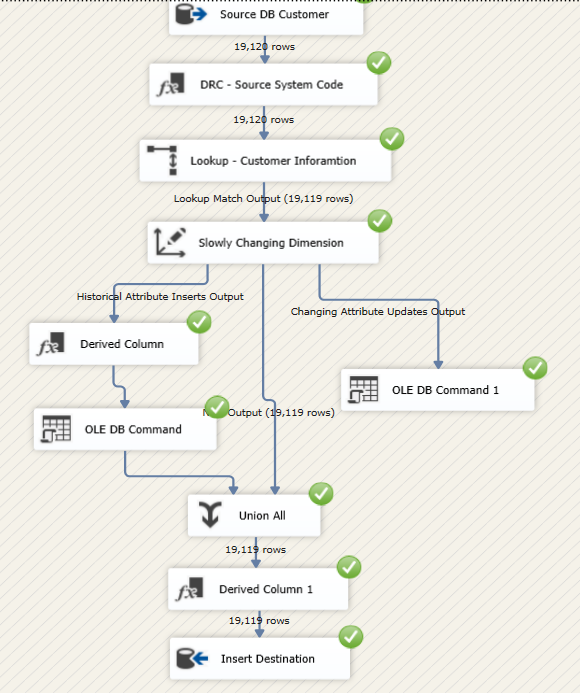 Source DB Customer
19,120 rows
DRC - Source System Code
19,120 rows
Lookup - Customer Inforamtion
Lookup Match Output (19,119 rows)
Slowly Changing Dimension
Historical Attribute Inserts Output
Changing Attribute Updates Output
Derived Column
OLE DB Command 1
Output (19,119 rows)
OLE DB Command
Union All
19,119 rows
Derived Column 1
19,119 rows
Insert Destination